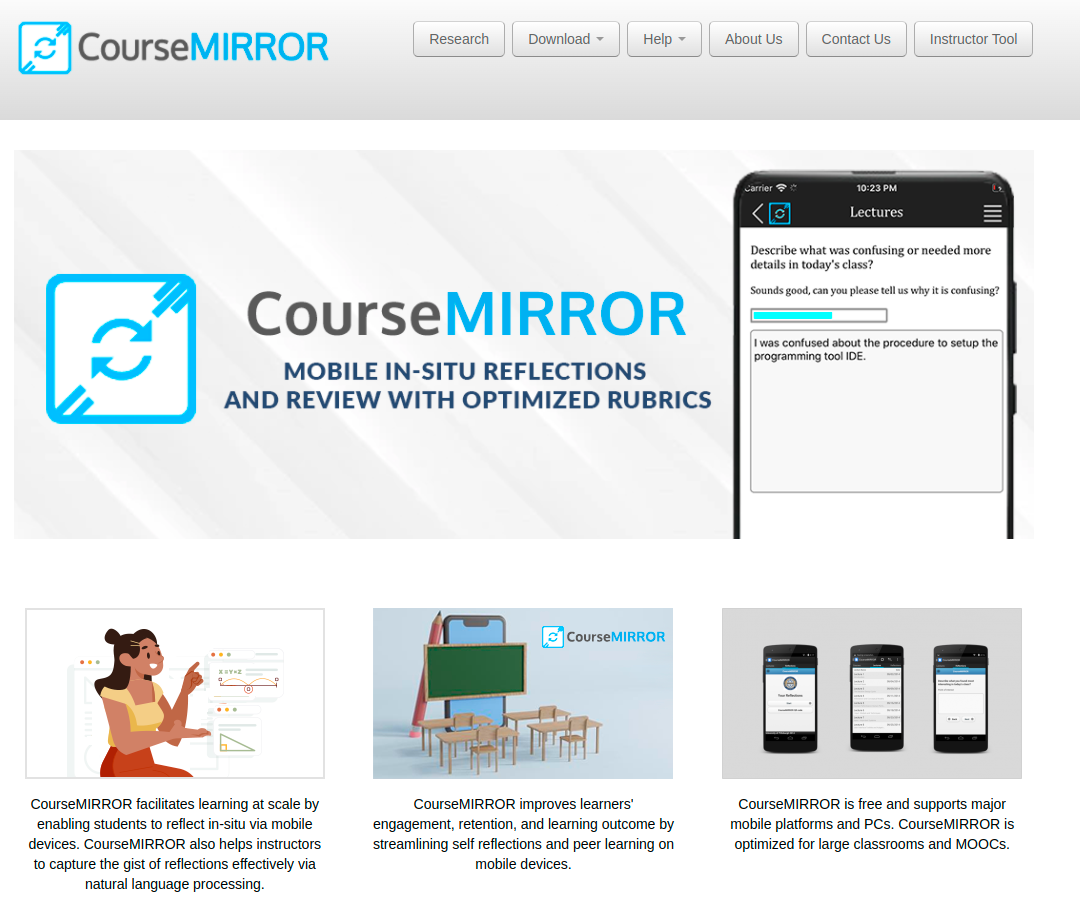 CourseMIRROR
Research
Download
Help
About Us
Contact Us
Instructor Tool
Carrier 10:23 PM
Lectures
CourseMIRROR
MOBILE IN-SITU REFLECTIONS
AND REVIEW WITH OPTIMIZED RUBRICS
Describe what was confusing or needed more
details in today's class?
Sounds good, can you please tell us why it is confusing?
I was confused about the procedure to setup the
programming tool IDE.
CourseMIRROR
CourseMIRROR facilitates learning at scale by
enabling students to reflect in-situ via mobile
devices. CourseMIRROR also helps instructors
to capture the gist of reflections effectively via
natural language processing.
CourseMIRROR improves learners'
engagement, retention, and learning outcome by
streamlining self reflections and peer learning on
mobile devices.
CourseMIRROR is free and supports major
mobile platforms and PCs. CourseMIRROR is
optimized for large classrooms and MOOCs.